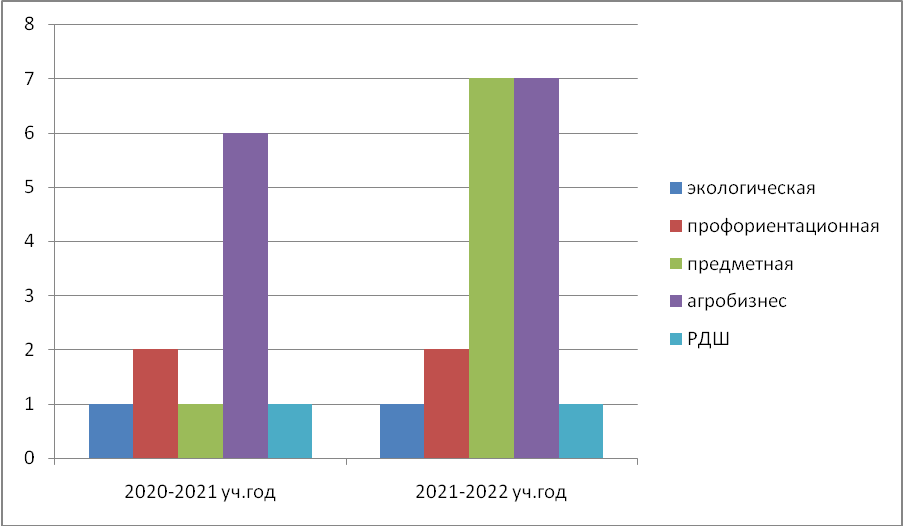 8
7
6
5
4
3
2
1
0
2020-2021 уч.год
2021-2022 уч.год
экологическая
профориентационная
предметная
агробизнес
РДШ